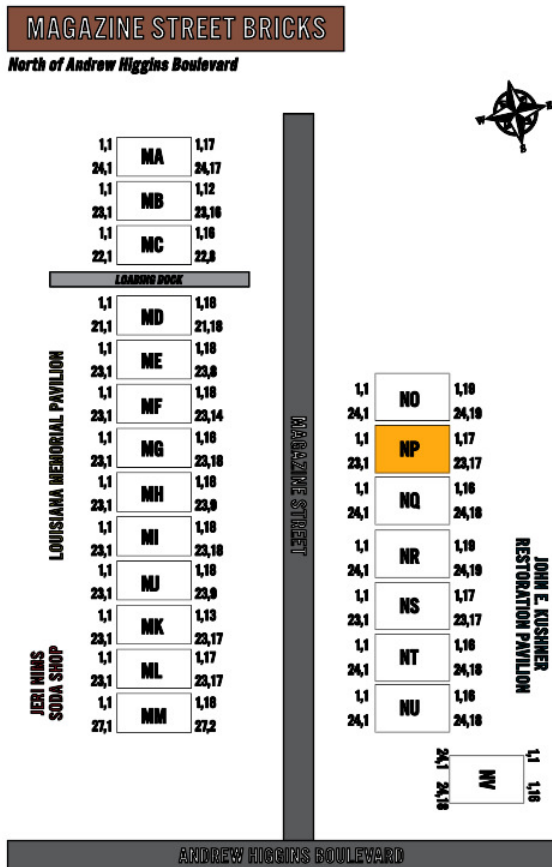 MAGAZINE STREET BRICKS
North of Andrew Higgins Boulevard
N
W
E
S
1,1 MA 1,17
24,1 24,17
1,1 MB 1,12
23,1 23,16
1,1 MC 1,16
22,1 22,8
LOADING DOCK
1,1 MD 1,18
21,1 21,18
1,1 ME 1,18
23,1 23,8
1,1 MF 1,18
23,1 23,14
1,1 MG 1,16
23,1 23,18
1,1 MH 1,18
23,1 23,9
1,1 MI 1,18
23,1 23,18
1,1 MJ 1,18
23,1 23,9
1,1 MK 1,13
23,1 23,17
1,1 ML 1,17
23,1 23,17
1,1 MM 1,18
27,1 27,2
LOUISIANA MEMORIAL PAVILION
JERI NIMS
SODA SHOP
MAGAZINE STREET
1,1 NO 1,19
24,1 24,19
1,1 NP 1,17
23,1 23,17
1,1 NQ 1,16
24,1 24,18
1,1 NR 1,19
24,1 24,19
1,1 NS 1,17
23,1 23,17
1,1 NT 1,16
24,1 24,18
1,1 NU 1,16
24,1 24,18
JOHN E. KUSHNER
RESTORATION PAVILION
24,1 NV 1,1
24,18 1,16
ANDREW HIGGINS BOULEVARD